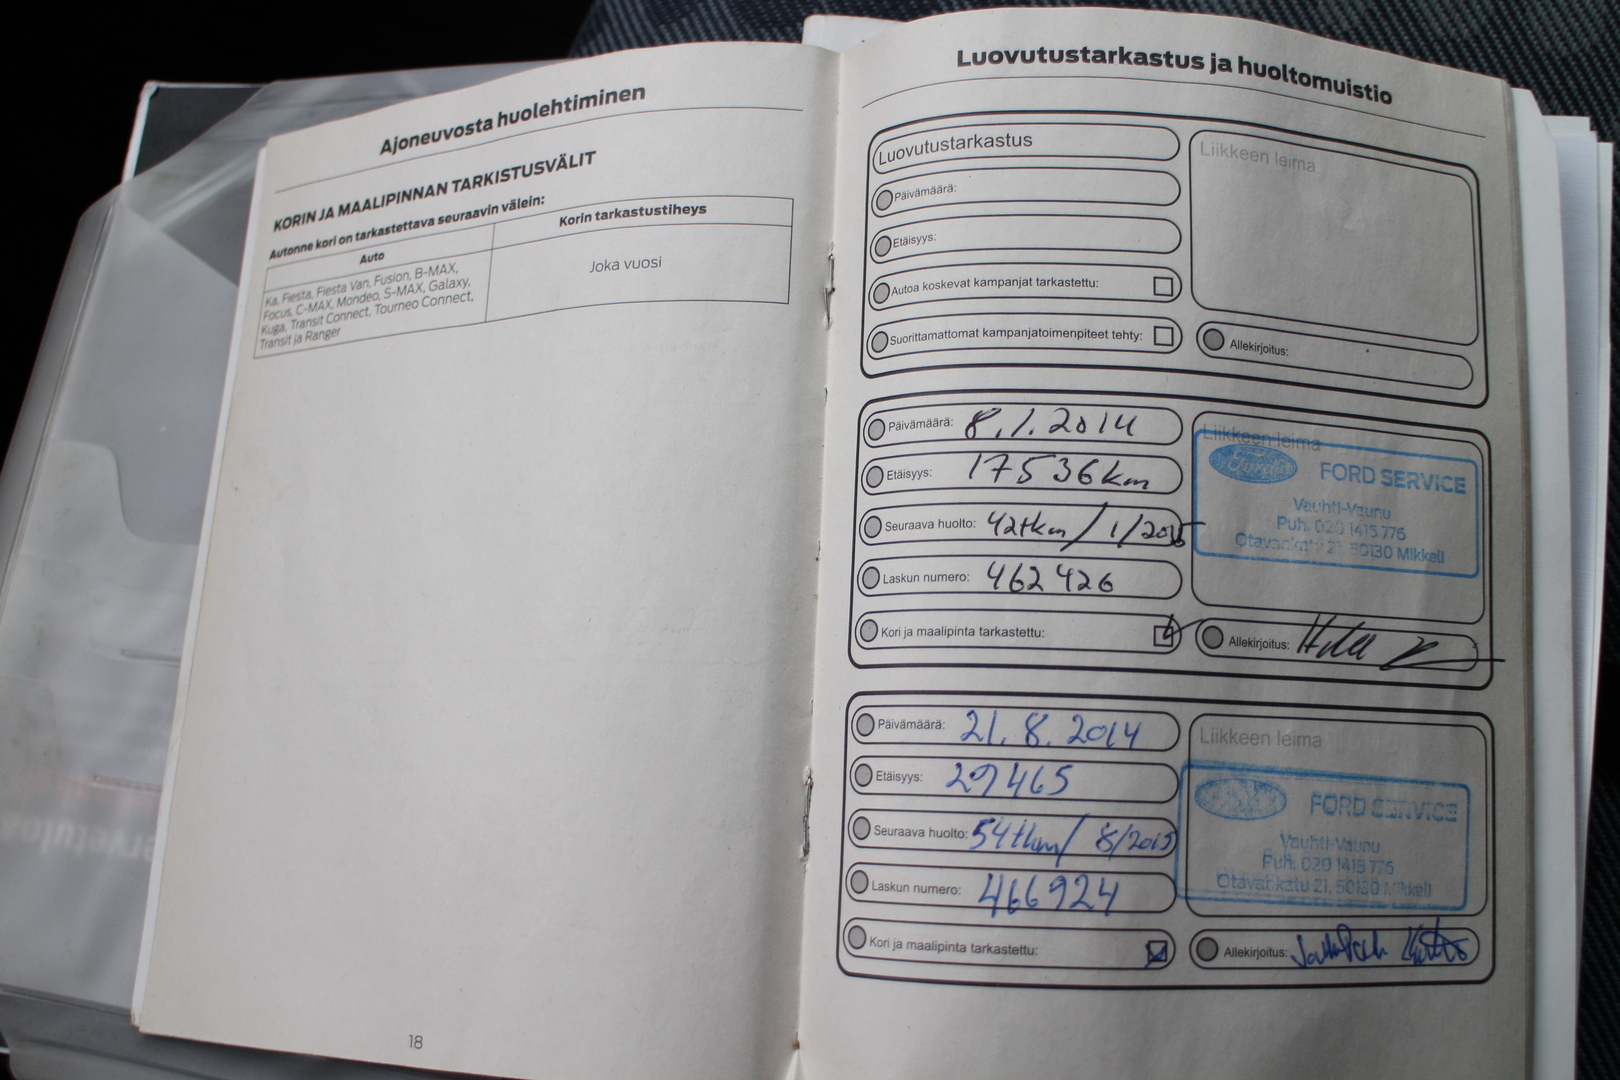 Ajoneuvosta huolehtiminen
KORIN JA MAALIPINNAN TARKISTUSVÄLIT
Autonne kori on tarkastettava seuraavin välein:
Auto
Korin tarkastustiheys
Ka, Fiesta, Fiesta Van, Fusion, B-MAX,
Focus, C-MAX, Mondeo, S-MAX, Galaxy,
Kuga, Transit Connect, Tourneo Connect,
Transit ja Ranger
Joka vuosi
18
Luovutustarkastus ja huoltomuistio
Luovutustarkastus
Päivämäärä:
Etäisyys:
Autoa koskevat kampanjat tarkastettu:
Suorittamattomat kampanjatoimenpiteet tehty:
Liikkeen leima
Allekirjoitus:
Päivämäärä: 8.1.2014
Etäisyys: 17536km
Seuraava huolto: 42tkm / 1/2015
Laskun numero: 462426
Kori ja maalipinta tarkastettu:
Liikkeen leima
Ford
FORD SERVICE
Vauhti-Vaunu
Puh. 020 1415 776
Otavankatu 21, 50130 Mikkeli
Allekirjoitus:
Päivämäärä: 21.8.2014
Etäisyys: 29465
Seuraava huolto: 54tkm/ 8/2015
Laskun numero: 466924
Kori ja maalipinta tarkastettu:
Liikkeen leima
FORD SERVICE
Vauhti-Vaunu
Puh. 020 1415 776
Otavankatu 21, 50130 Mikkeli
Allekirjoitus: